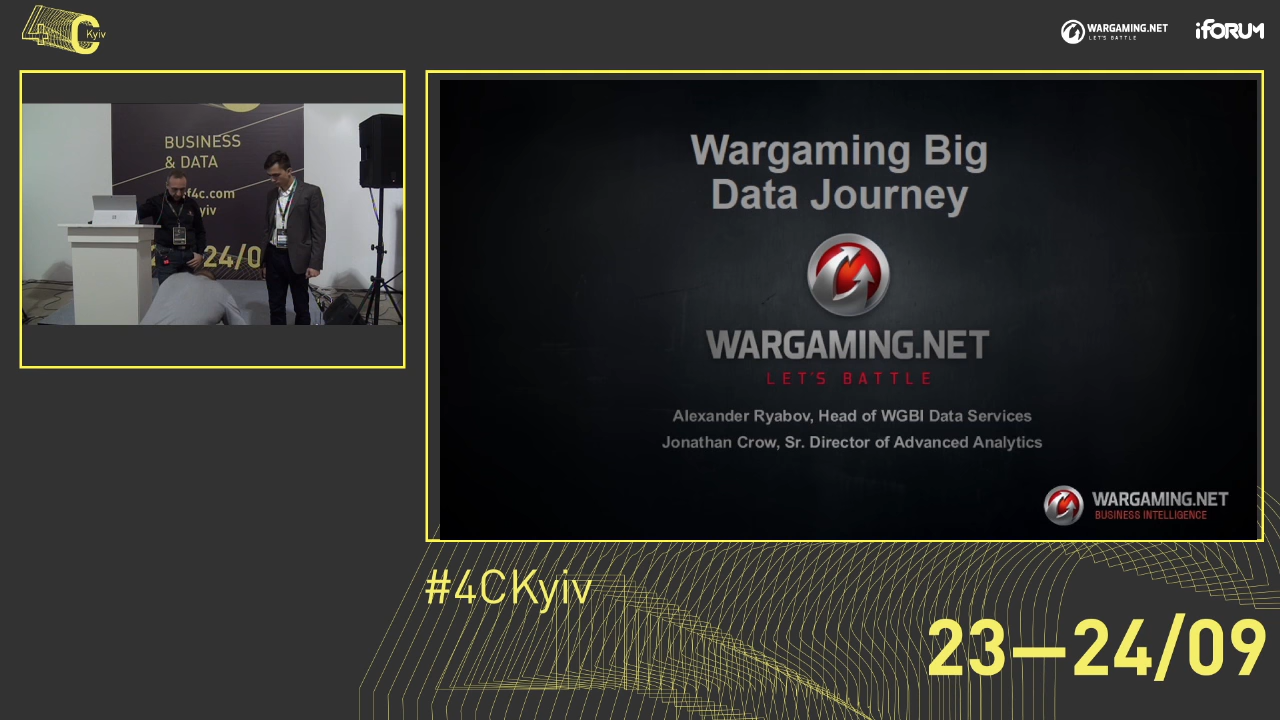 4C Kyiv
WARGAMING.NET
LET'S BATTLE
iFORUM
BUSINESS
& DATA
f4c.com
yiv
24/0
Wargaming Big
Data Journey
WARGAMING.NET
LET'S BATTLE
Alexander Ryabov, Head of WGBI Data Services
Jonathan Crow, Sr. Director of Advanced Analytics
WARGAMING.NET
BUSINESS INTELLIGENCE
#4CKyiv
23—24/09